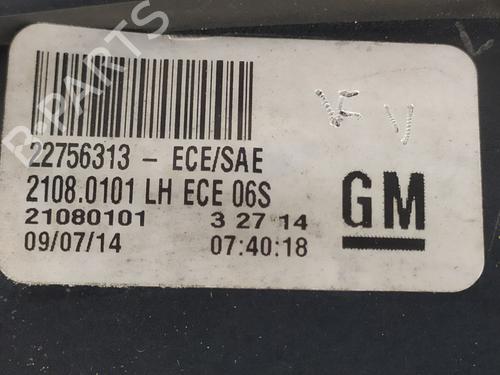 B PARTS
22756313 - ECE/SAE
2108.0101 LH ECE 06S
21080101 3 27 14
09/07/14 07:40:18
GM